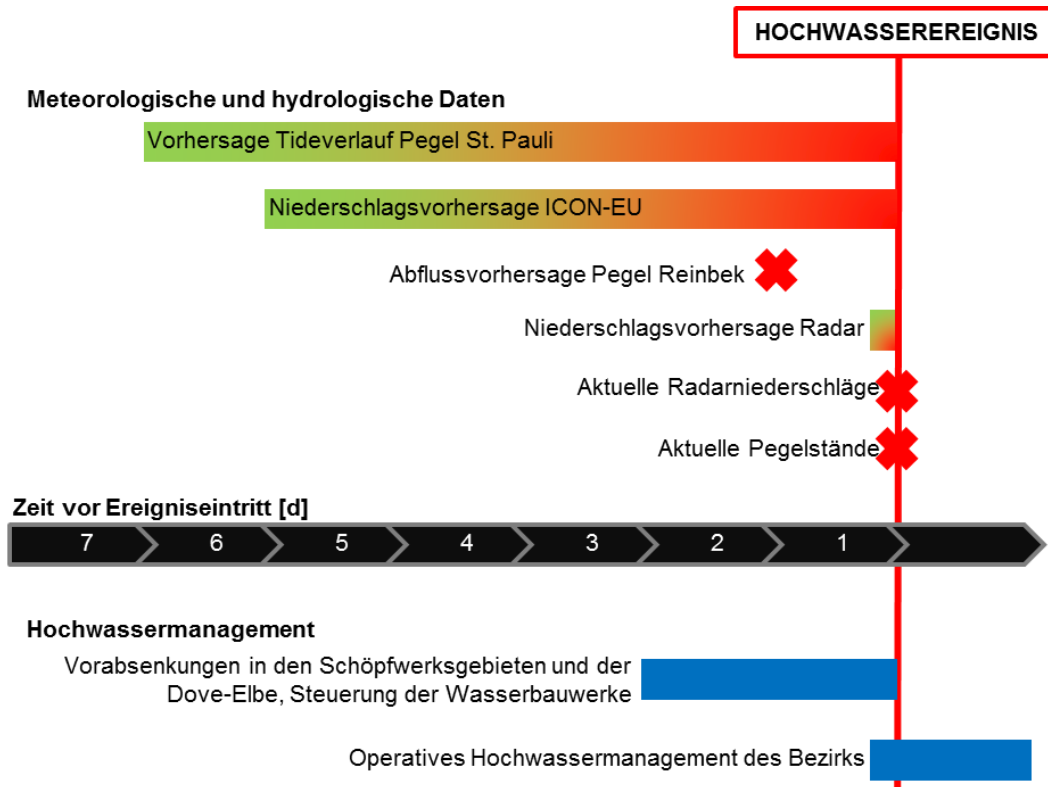 HOCHWASSEREREIGNIS
Meteorologische und hydrologische Daten
Vorhersage Tideverlauf Pegel St. Pauli
Niederschlagsvorhersage ICON-EU
Abflussvorhersage Pegel Reinbek
Niederschlagsvorhersage Radar
Aktuelle Radarniederschläge
Aktuelle Pegelstände
Zeit vor Ereigniseintritt [d]
7 6 5 4 3 2 1
Hochwassermanagement
Vorabsenkungen in den Schöpfwerksgebieten und der
Dove-Elbe, Steuerung der Wasserbauwerke
Operatives Hochwassermanagement des Bezirks